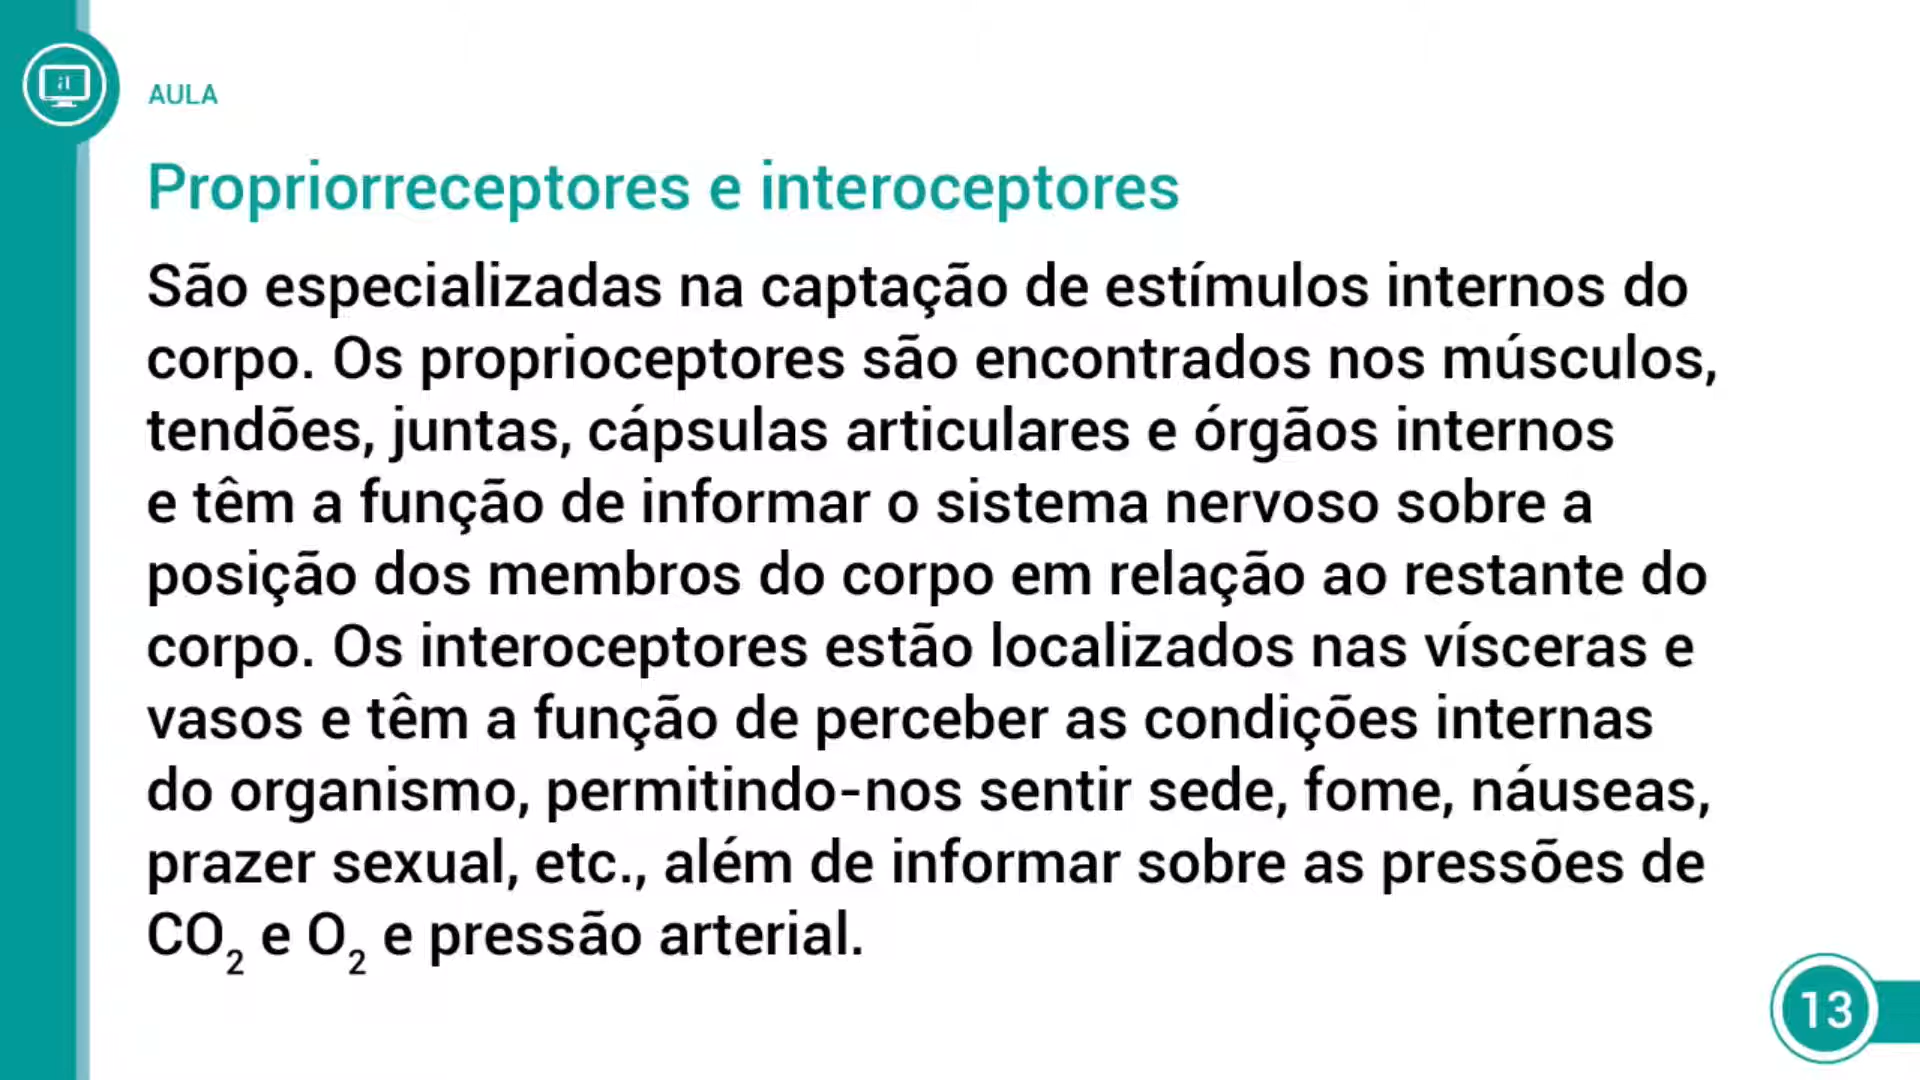 AULA
Propriorreceptores e interoceptores
São especializadas na captação de estímulos internos do
corpo. Os proprioceptores são encontrados nos músculos,
tendões, juntas, cápsulas articulares e órgãos internos
e têm a função de informar o sistema nervoso sobre a
posição dos membros do corpo em relação ao restante do
corpo. Os interoceptores estão localizados nas vísceras e
vasos e têm a função de perceber as condições internas
do organismo, permitindo-nos sentir sede, fome, náuseas,
prazer sexual, etc., além de informar sobre as pressões de
CO₂ e O₂ e pressão arterial.
13